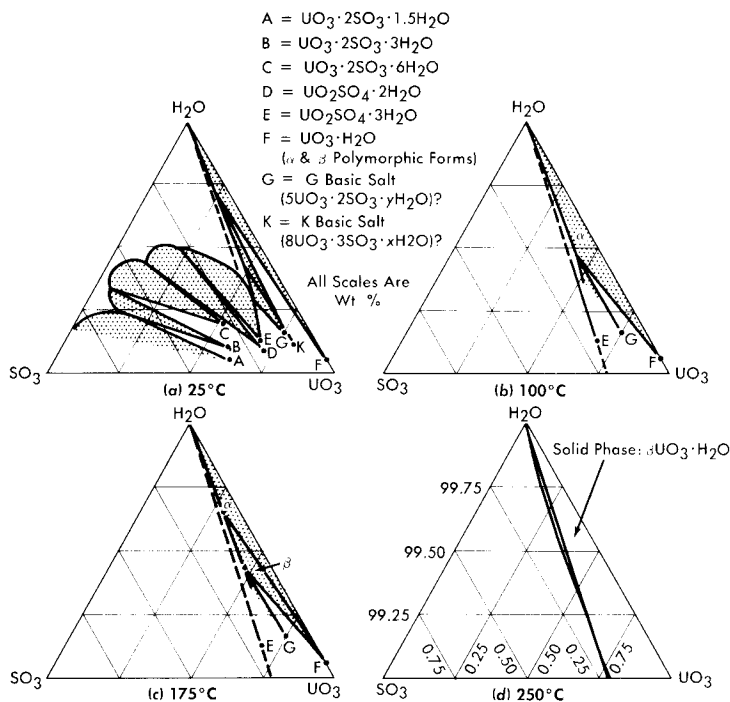 A = UO3·2SO3·1.5H2O
B = UO3·2SO3·3H2O
C = UO3·2SO3·6H2O
D = UO2SO4·2H2O
E = UO2SO4·3H2O
F = UO3·H2O
(α & β Polymorphic Forms)
G = G Basic Salt
(5UO3·2SO3·yH2O)?
K = K Basic Salt
(8UO3·3SO3·xH2O)?
All Scales Are
Wt %
H2O
C
B
A
E
D
G
K
F
SO3
UO3
(a) 25°C
H2O
α
E
G
F
SO3
UO3
(b) 100°C
H2O
α
β
E
G
F
SO3
UO3
(c) 175°C
H2O
Solid Phase: βUO3·H2O
99.75
99.50
99.25
0.75
0.25
0.50
0.50
0.25
0.75
SO3
UO3
(d) 250°C